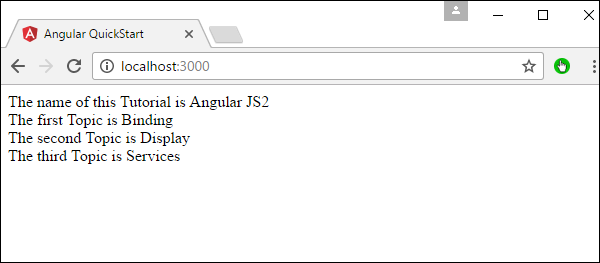 Angular QuickStart
localhost:3000
The name of this Tutorial is Angular JS2
The first Topic is Binding
The second Topic is Display
The third Topic is Services